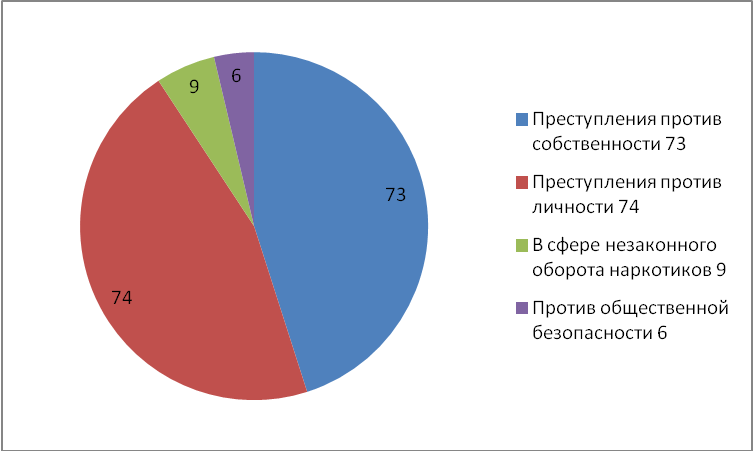 6
9
73
74
Преступления против
собственности 73
Преступления против
личности 74
В сфере незаконного
оборота наркотиков 9
Против общественной
безопасности 6